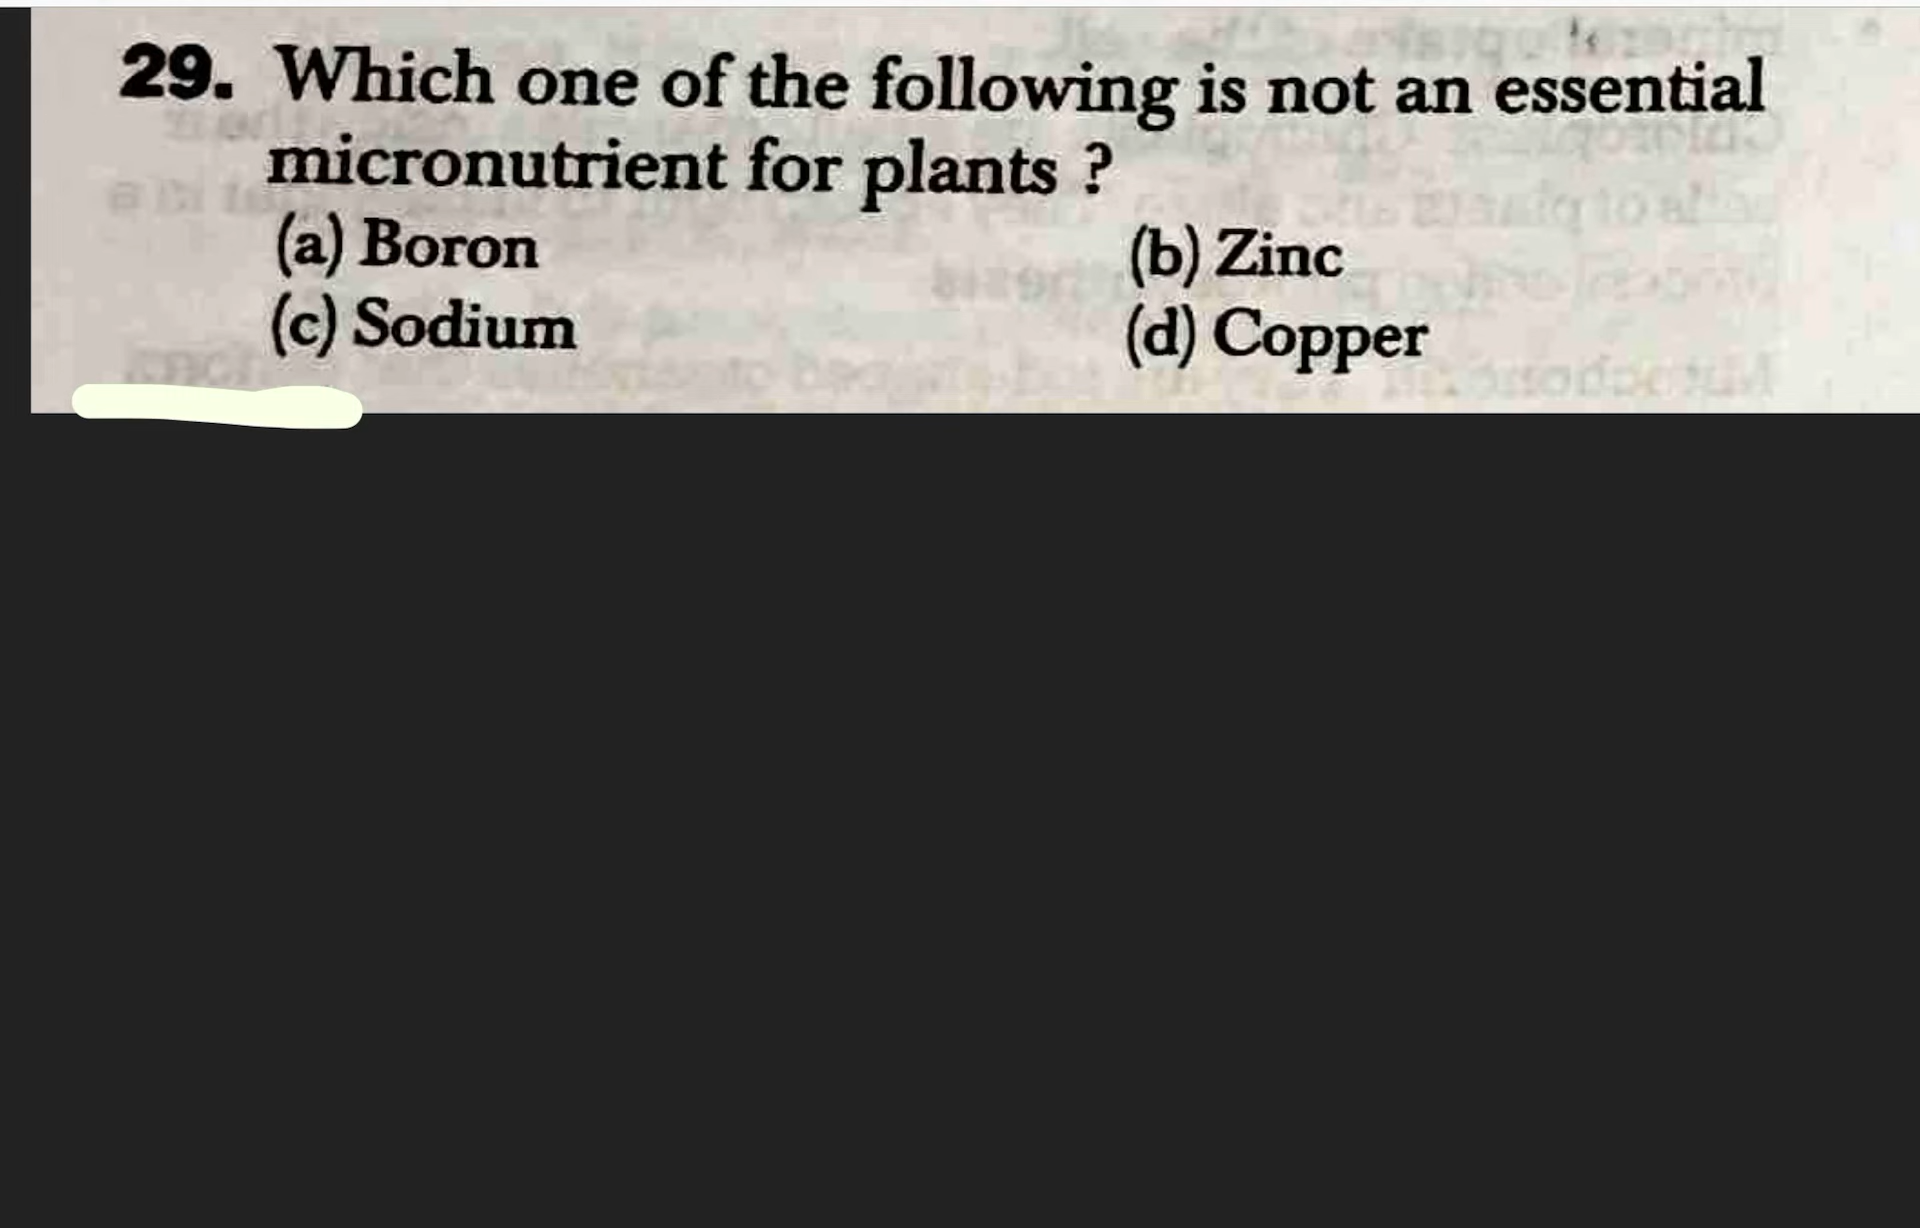 29. Which one of the following is not an essential
micronutrient for plants ?
(a) Boron (b) Zinc
(c) Sodium (d) Copper